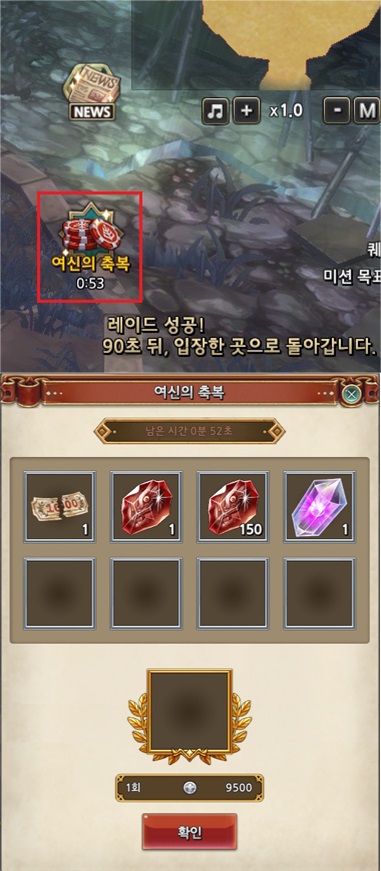 NEWS
NEWS
x1.0
M
여신의 축복
0:53
퀘
미션 목표
레이드 성공!
90초 뒤, 입장한 곳으로 돌아갑니다.
여신의 축복
남은 시간 0분 52초
1
1
150
1
1회 9500
확인